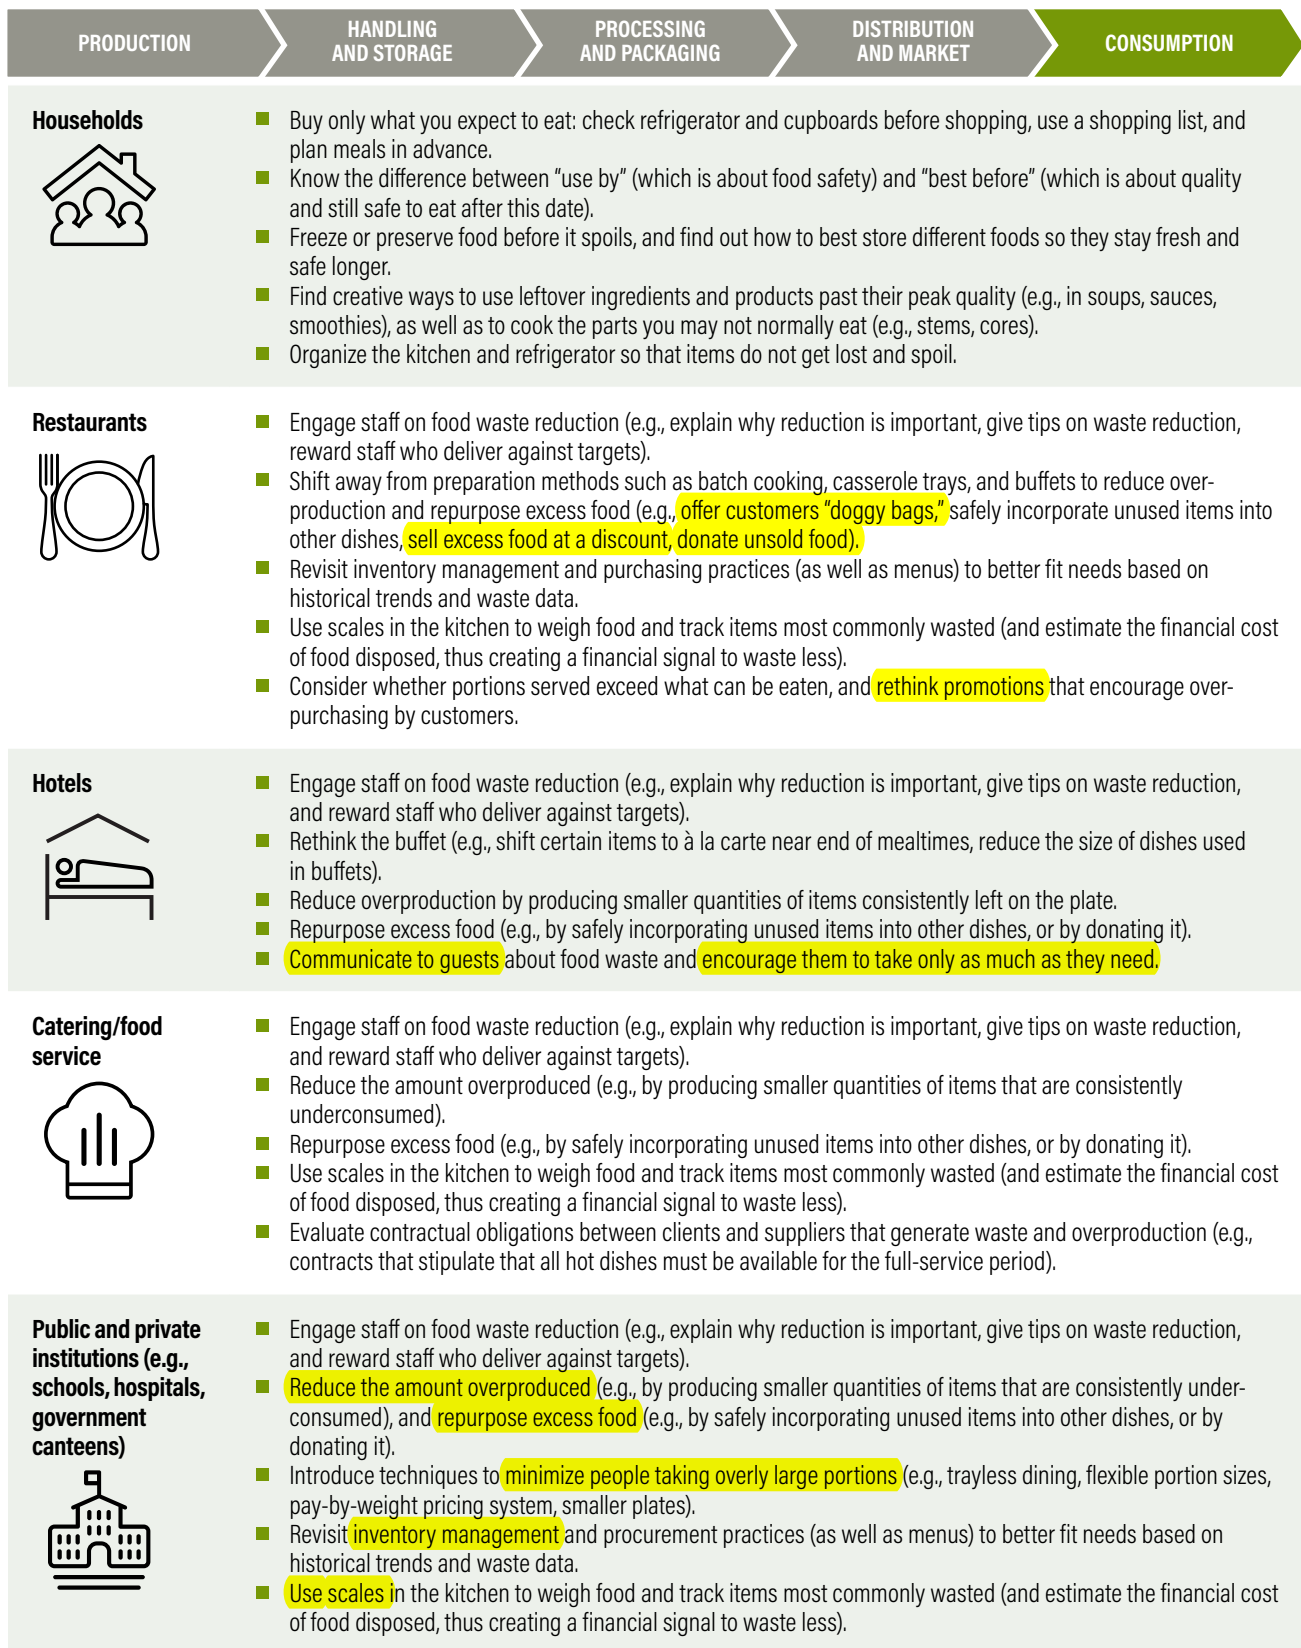 PRODUCTION
HANDLING
AND STORAGE
PROCESSING
AND PACKAGING
DISTRIBUTION
AND MARKET
CONSUMPTION
Households
■ Buy only what you expect to eat: check refrigerator and cupboards before shopping, use a shopping list, and
plan meals in advance.
■ Know the difference between “use by” (which is about food safety) and “best before” (which is about quality
and still safe to eat after this date).
■ Freeze or preserve food before it spoils, and find out how to best store different foods so they stay fresh and
safe longer.
■ Find creative ways to use leftover ingredients and products past their peak quality (e.g., in soups, sauces,
smoothies), as well as to cook the parts you may not normally eat (e.g., stems, cores).
■ Organize the kitchen and refrigerator so that items do not get lost and spoil.
Restaurants
■ Engage staff on food waste reduction (e.g., explain why reduction is important, give tips on waste reduction,
reward staff who deliver against targets).
■ Shift away from preparation methods such as batch cooking, casserole trays, and buffets to reduce over-
production and repurpose excess food (e.g., offer customers “doggy bags,” safely incorporate unused items into
other dishes, sell excess food at a discount, donate unsold food).
■ Revisit inventory management and purchasing practices (as well as menus) to better fit needs based on
historical trends and waste data.
■ Use scales in the kitchen to weigh food and track items most commonly wasted (and estimate the financial cost
of food disposed, thus creating a financial signal to waste less).
■ Consider whether portions served exceed what can be eaten, and rethink promotions that encourage over-
purchasing by customers.
Hotels
■ Engage staff on food waste reduction (e.g., explain why reduction is important, give tips on waste reduction,
and reward staff who deliver against targets).
■ Rethink the buffet (e.g., shift certain items to à la carte near end of mealtimes, reduce the size of dishes used
in buffets).
■ Reduce overproduction by producing smaller quantities of items consistently left on the plate.
■ Repurpose excess food (e.g., by safely incorporating unused items into other dishes, or by donating it).
■ Communicate to guests about food waste and encourage them to take only as much as they need.
Catering/food
service
■ Engage staff on food waste reduction (e.g., explain why reduction is important, give tips on waste reduction,
and reward staff who deliver against targets).
■ Reduce the amount overproduced (e.g., by producing smaller quantities of items that are consistently
underconsumed).
■ Repurpose excess food (e.g., by safely incorporating unused items into other dishes, or by donating it).
■ Use scales in the kitchen to weigh food and track items most commonly wasted (and estimate the financial cost
of food disposed, thus creating a financial signal to waste less).
■ Evaluate contractual obligations between clients and suppliers that generate waste and overproduction (e.g.,
contracts that stipulate that all hot dishes must be available for the full-service period).
Public and private
institutions (e.g.,
schools, hospitals,
government
canteens)
■ Engage staff on food waste reduction (e.g., explain why reduction is important, give tips on waste reduction,
and reward staff who deliver against targets).
■ Reduce the amount overproduced (e.g., by producing smaller quantities of items that are consistently under-
consumed), and repurpose excess food (e.g., by safely incorporating unused items into other dishes, or by
donating it).
■ Introduce techniques to minimize people taking overly large portions (e.g., trayless dining, flexible portion sizes,
pay-by-weight pricing system, smaller plates).
■ Revisit inventory management and procurement practices (as well as menus) to better fit needs based on
historical trends and waste data.
■ Use scales in the kitchen to weigh food and track items most commonly wasted (and estimate the financial cost
of food disposed, thus creating a financial signal to waste less).